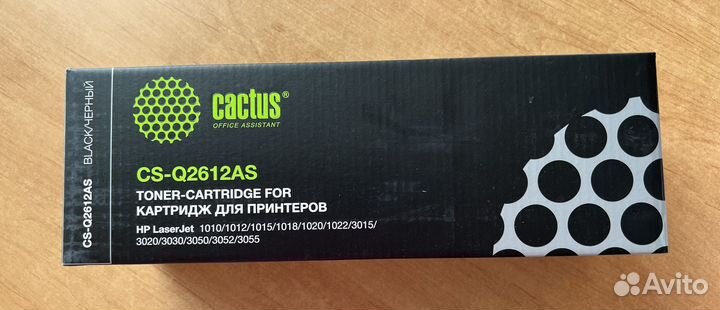 CS-Q2612AS BLACK/ЧЕРНЫЙ
cactus®
OFFICE ASSISTANT
CS-Q2612AS
TONER-CARTRIDGE FOR
КАРТРИДЖ ДЛЯ ПРИНТЕРОВ
HP LaserJet 1010/1012/1015/1018/1020/1022/3015/
3020/3030/3050/3052/3055
Avito